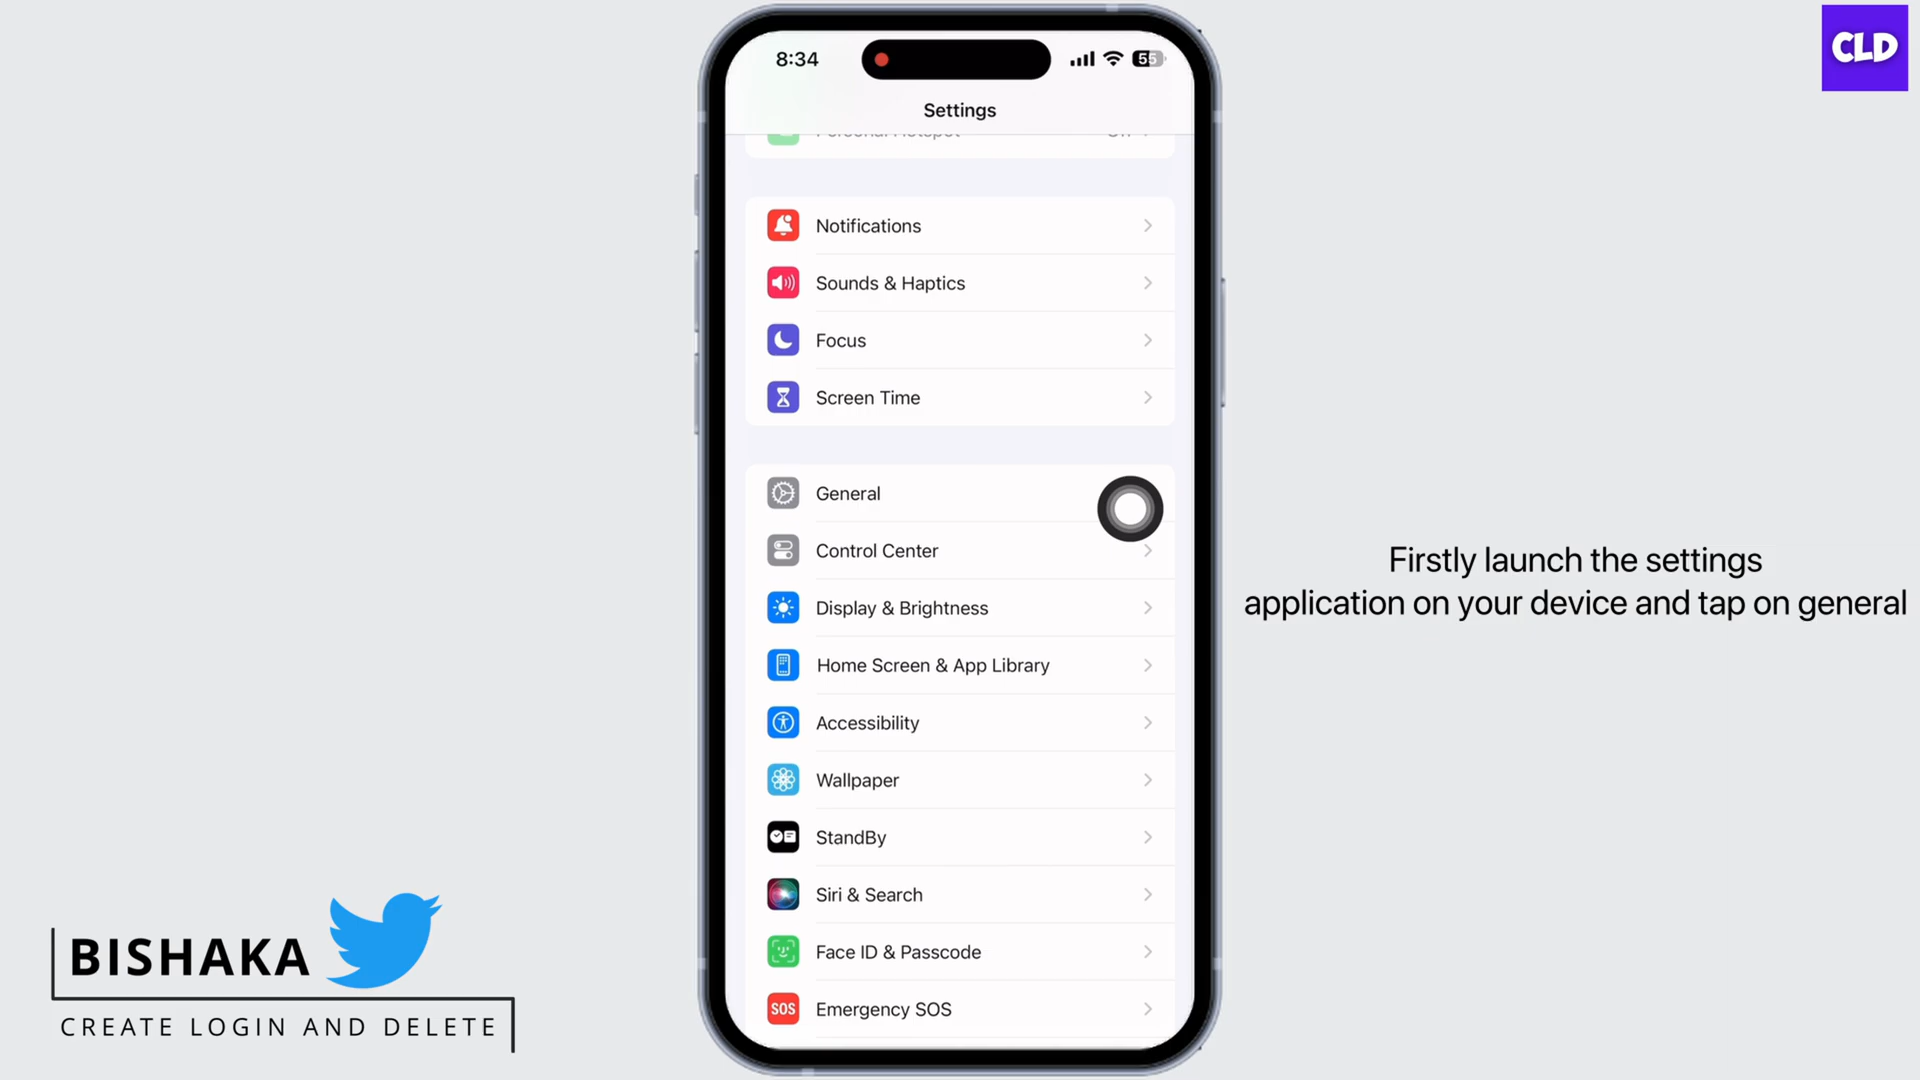 CLD
8:34
55
Settings
Notifications
Sounds & Haptics
Focus
Screen Time
General
Control Center
Display & Brightness
Home Screen & App Library
Accessibility
Wallpaper
StandBy
Siri & Search
Face ID & Passcode
SOS Emergency SOS
Firstly launch the settings
application on your device and tap on general
BISHAKA
CREATE LOGIN AND DELETE